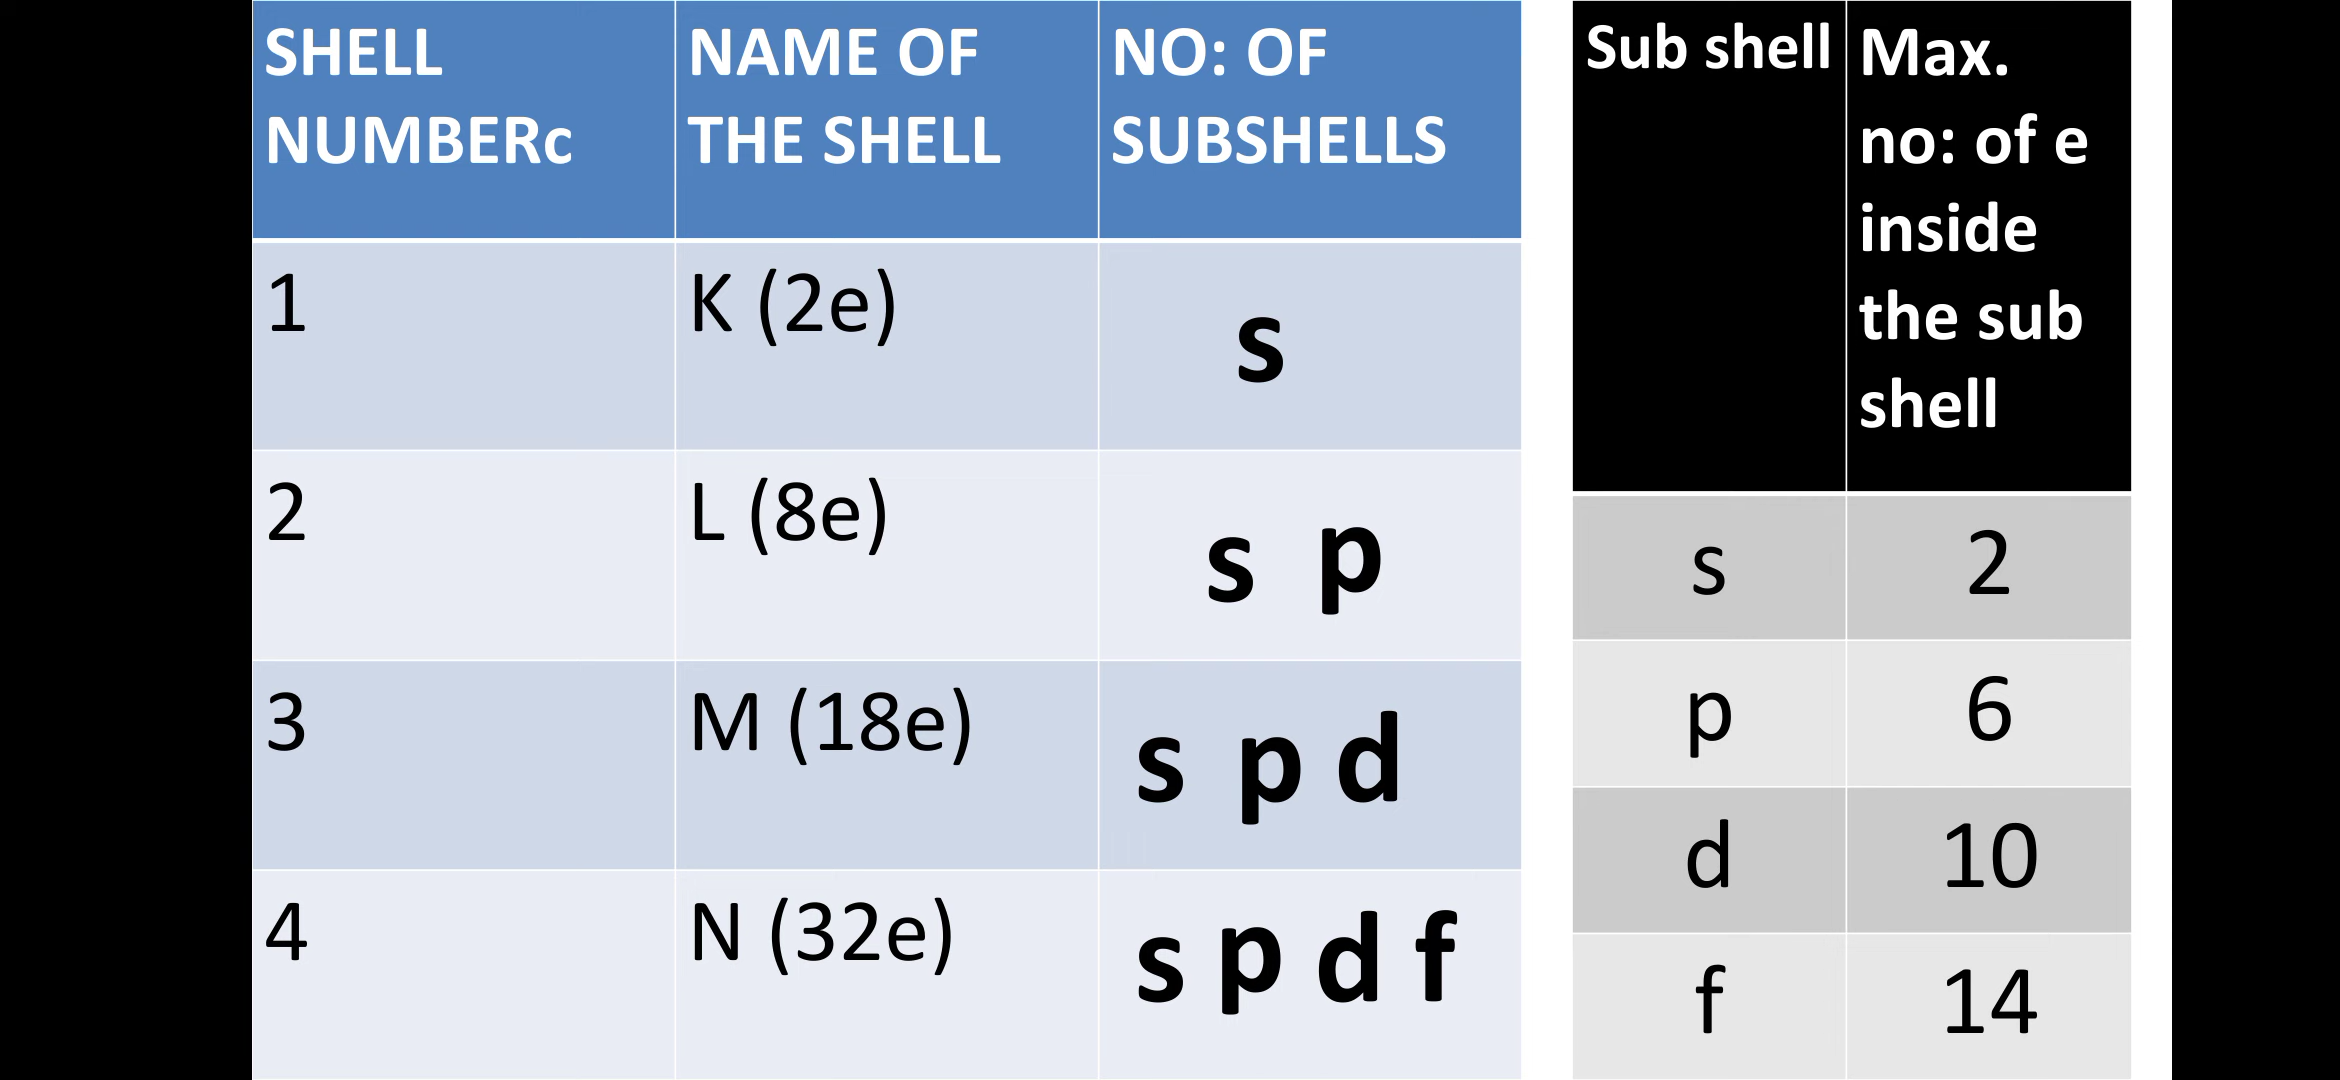 SHELL
NUMBERc
NAME OF
THE SHELL
NO: OF
SUBSHELLS
1
K (2e)
s
2
L (8e)
s p
3
M (18e)
s p d
4
N (32e)
s p d f
Sub shell
Max.
no: of e
inside
the sub
shell
s
2
p
6
d
10
f
14